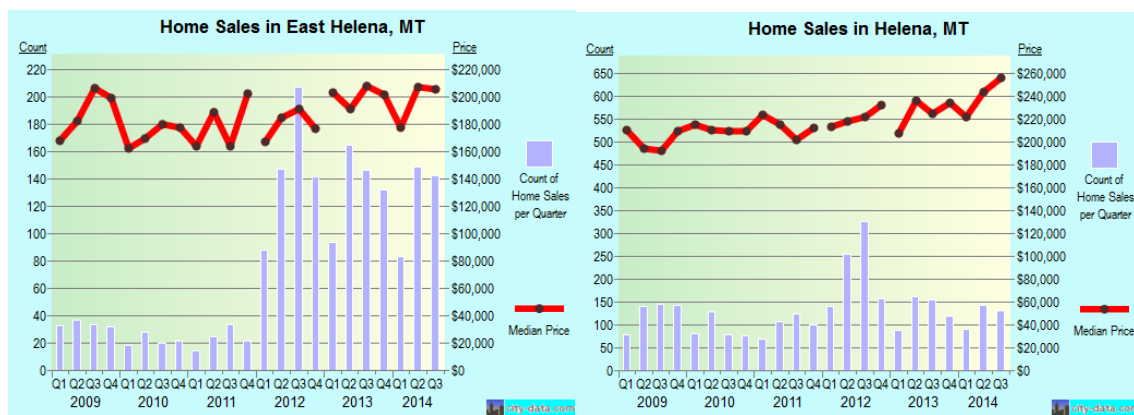 Home Sales in East Helena, MT
Count
Price
220
200
180
160
140
120
100
80
60
40
20
0
$220,000
$200,000
$180,000
$160,000
$140,000
$120,000
$100,000
$80,000
$60,000
$40,000
$20,000
$0
Count of
Home Sales
per Quarter
Median Price
Q1 Q2 Q3 Q4 Q1 Q2 Q3 Q4 Q1 Q2 Q3 Q4 Q1 Q2 Q3 Q4 Q1 Q2 Q3 Q4 Q1 Q2 Q3
2009 2010 2011 2012 2013 2014
city-data.com
Home Sales in Helena, MT
Count
Price
650
600
550
500
450
400
350
300
250
200
150
100
50
0
$260,000
$240,000
$220,000
$200,000
$180,000
$160,000
$140,000
$120,000
$100,000
$80,000
$60,000
$40,000
$20,000
$0
Count of
Home Sales
per Quarter
Median Price
Q1 Q2 Q3 Q4 Q1 Q2 Q3 Q4 Q1 Q2 Q3 Q4 Q1 Q2 Q3 Q4 Q1 Q2 Q3 Q4 Q1 Q2 Q3
2009 2010 2011 2012 2013 2014
city-data.com